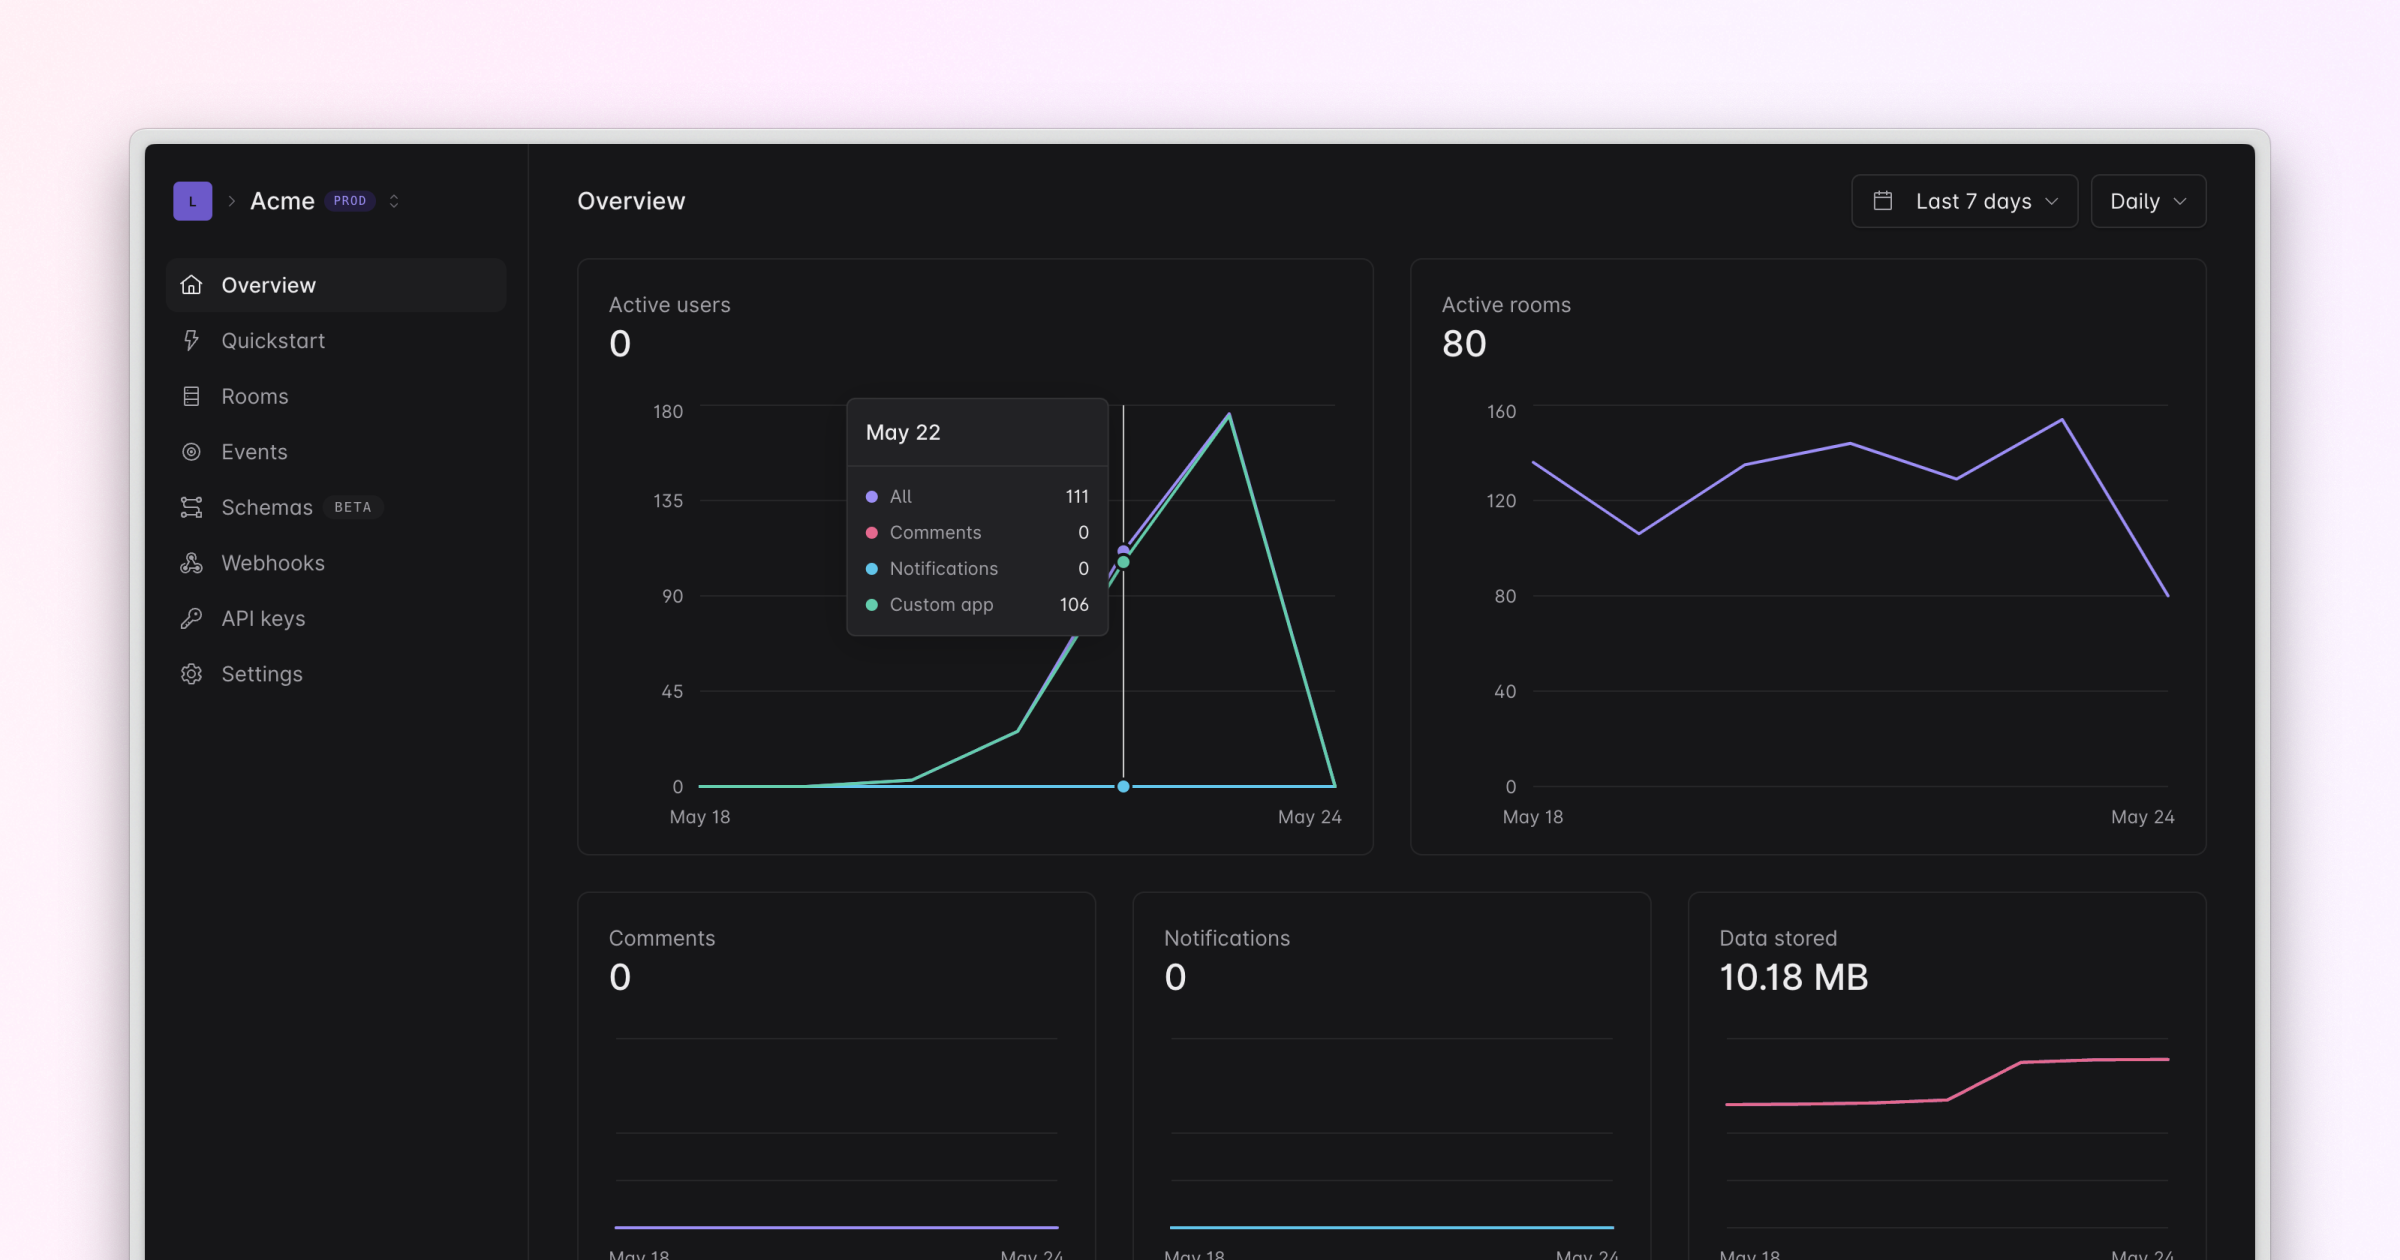 L
Acme PROD
Overview
Quickstart
Rooms
Events
Schemas BETA
Webhooks
API keys
Settings
Overview
Last 7 days
Daily
Active users
0
180
135
90
45
0
May 18
May 24
May 22
All 111
Comments 0
Notifications 0
Custom app 106
Active rooms
80
160
120
80
40
0
May 18
May 24
Comments
0
May 18
May 24
Notifications
0
May 18
May 24
Data stored
10.18 MB
May 18
May 24